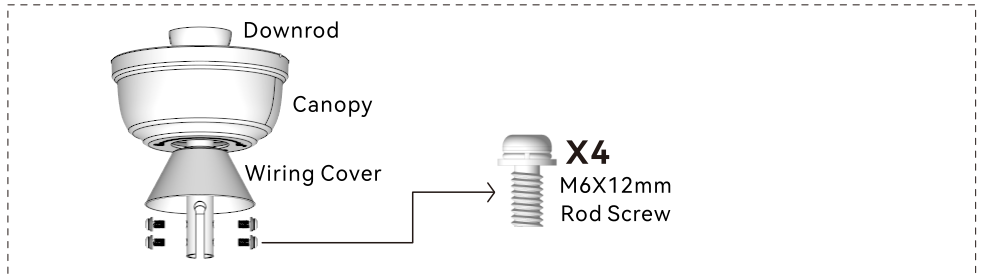 Downrod
Canopy
Wiring Cover
X4
M6X12mm
Rod Screw